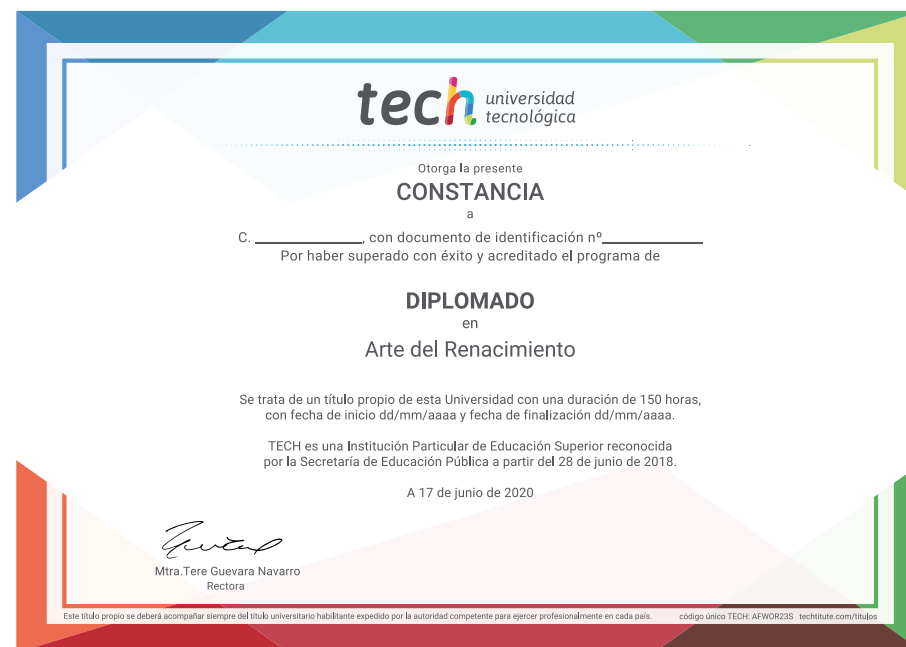 tech universidad
tecnológica
Otorga la presente
CONSTANCIA
a
C. ____________, con documento de identificación nº____________
Por haber superado con éxito y acreditado el programa de
DIPLOMADO
en
Arte del Renacimiento
Se trata de un título propio de esta Universidad con una duración de 150 horas,
con fecha de inicio dd/mm/aaaa y fecha de finalización dd/mm/aaaa.
TECH es una Institución Particular de Educación Superior reconocida
por la Secretaría de Educación Pública a partir del 28 de junio de 2018.
A 17 de junio de 2020
Mtra.Tere Guevara Navarro
Rectora
Este título propio se deberá acompañar siempre del título universitario habilitante expedido por la autoridad competente para ejercer profesionalmente en cada país. código único TECH: AFWOR23S techtitute.com/titulos